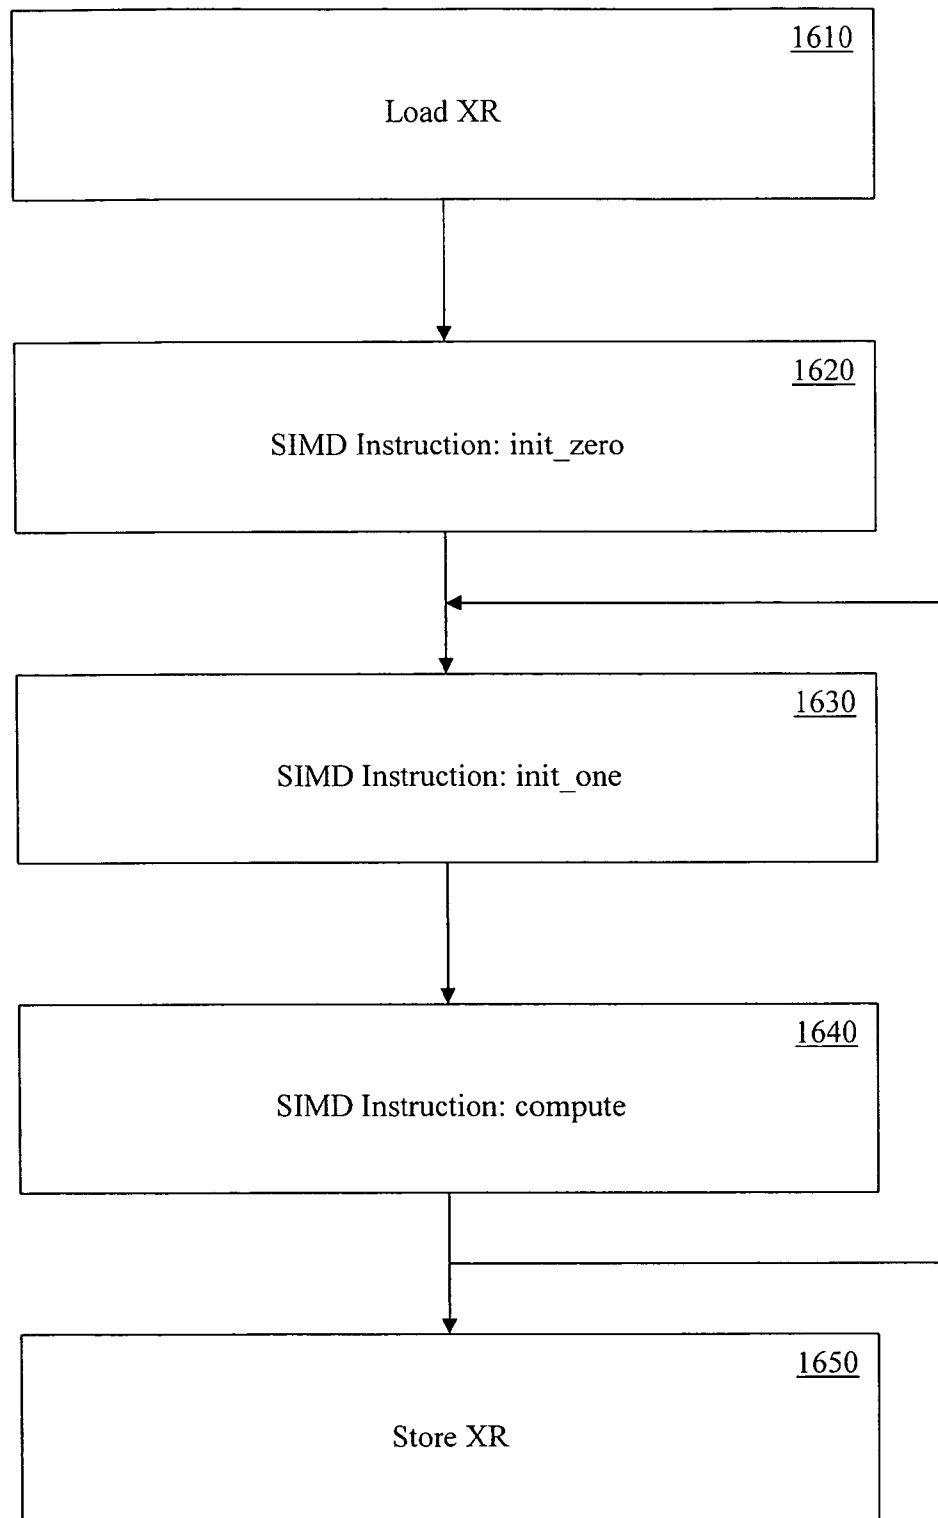 1610
Load XR
1620
SIMD Instruction: init_zero
1630
SIMD Instruction: init_one
1640
SIMD Instruction: compute
1650
Store XR